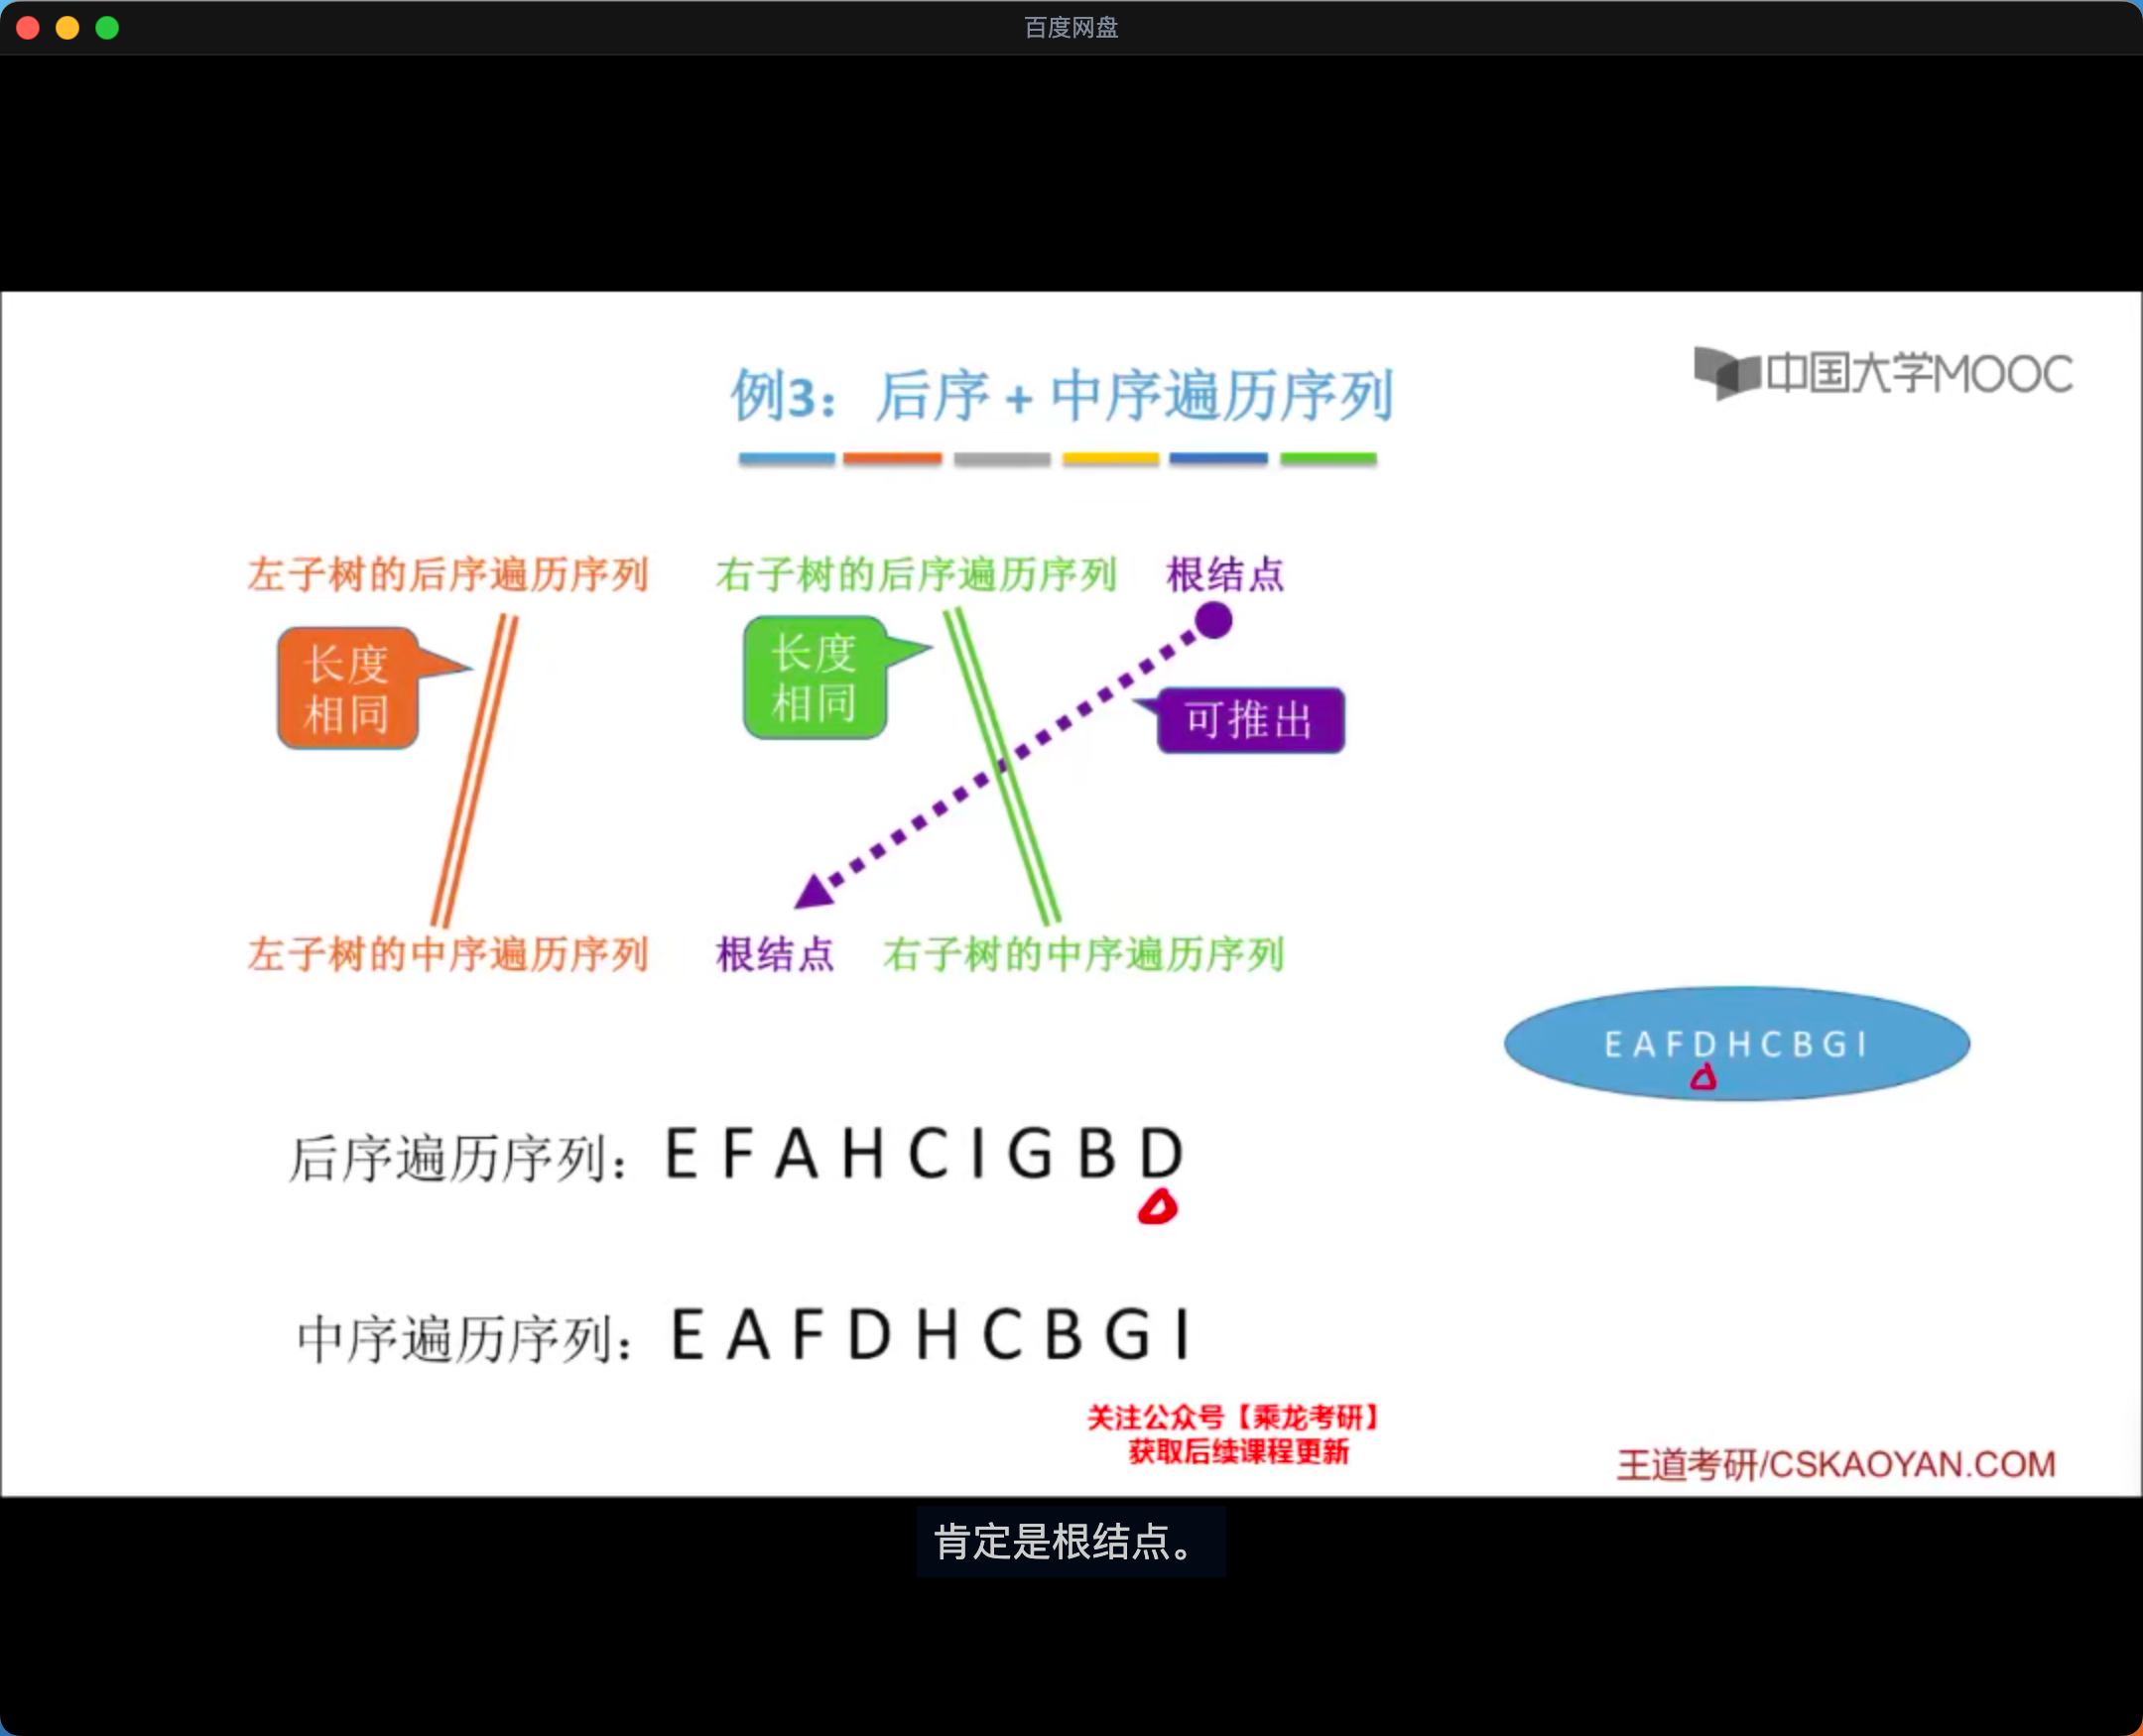 百度网盘
例3：后序 + 中序遍历序列
中国大学MOOC
左子树的后序遍历序列 右子树的后序遍历序列 根结点
长度
相同
长度
相同
可推出
左子树的中序遍历序列 根结点 右子树的中序遍历序列
E A F D H C B G I
后序遍历序列：E F A H C I G B D
中序遍历序列：E A F D H C B G I
关注公众号【乘龙考研】
获取后续课程更新
王道考研/CSKAOYAN.COM
肯定是根结点。